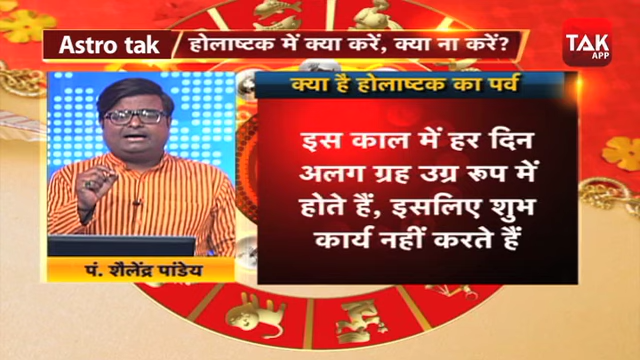 Astro tak
होलाष्टक में क्या करें, क्या ना करें?
TAK
APP
क्या है होलाष्टक का पर्व
इस काल में हर दिन
अलग ग्रह उग्र रूप में
होते हैं, इसलिए शुभ
कार्य नहीं करते हैं
पं. शैलेंद्र पांडेय